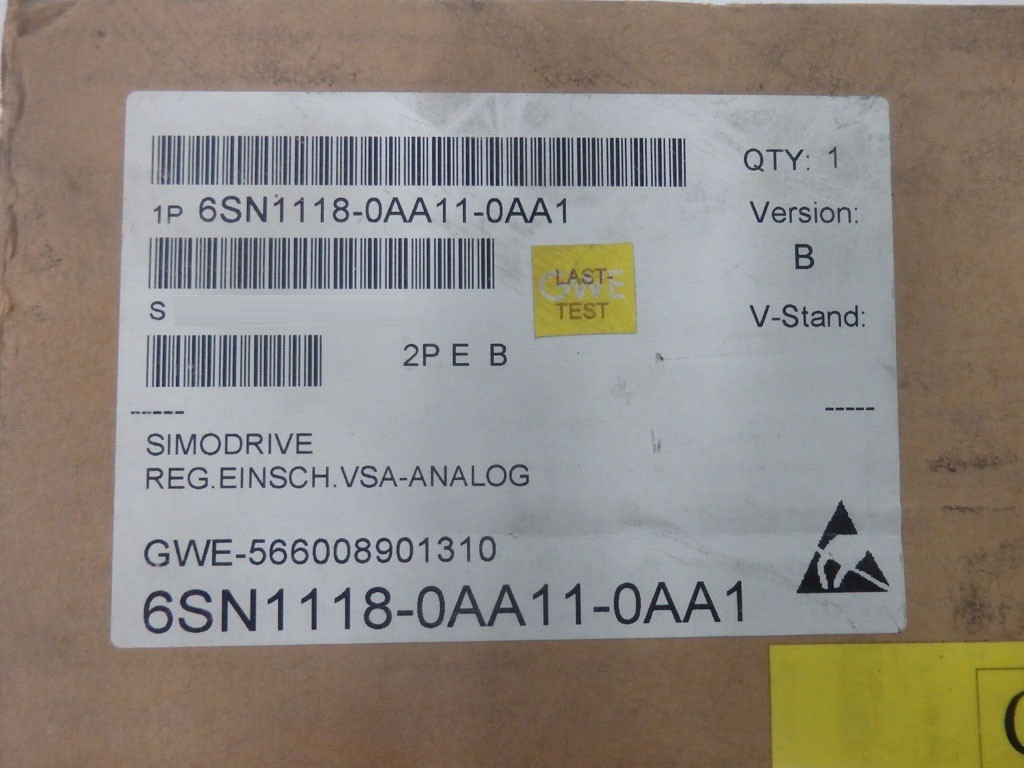 QTY: 1
1P 6SN1118-0AA11-0AA1
Version:
B
S
GWE
LAST-
TEST
V-Stand:
2P E B
-----
-----
SIMODRIVE
REG.EINSCH.VSA-ANALOG
GWE-566008901310
6SN1118-0AA11-0AA1